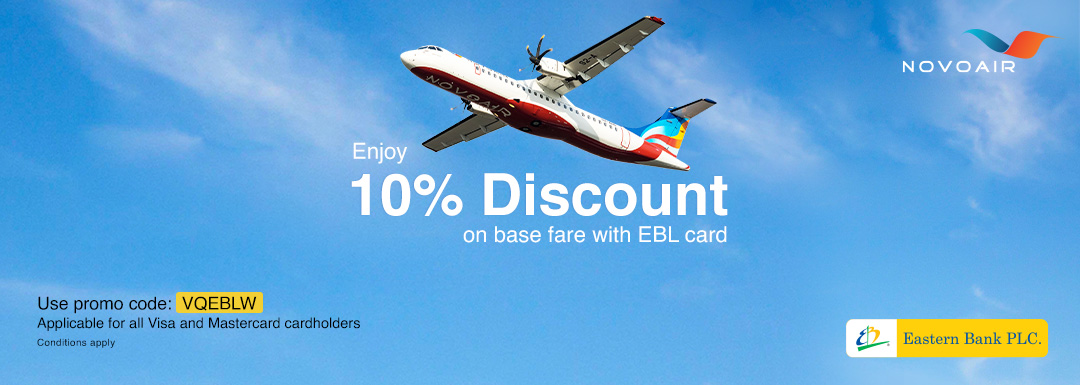 NOVOAIR
NOVOAIR
Enjoy
10% Discount
on base fare with EBL card
Use promo code: VQEBLW
Applicable for all Visa and Mastercard cardholders
Conditions apply
Eastern Bank PLC.